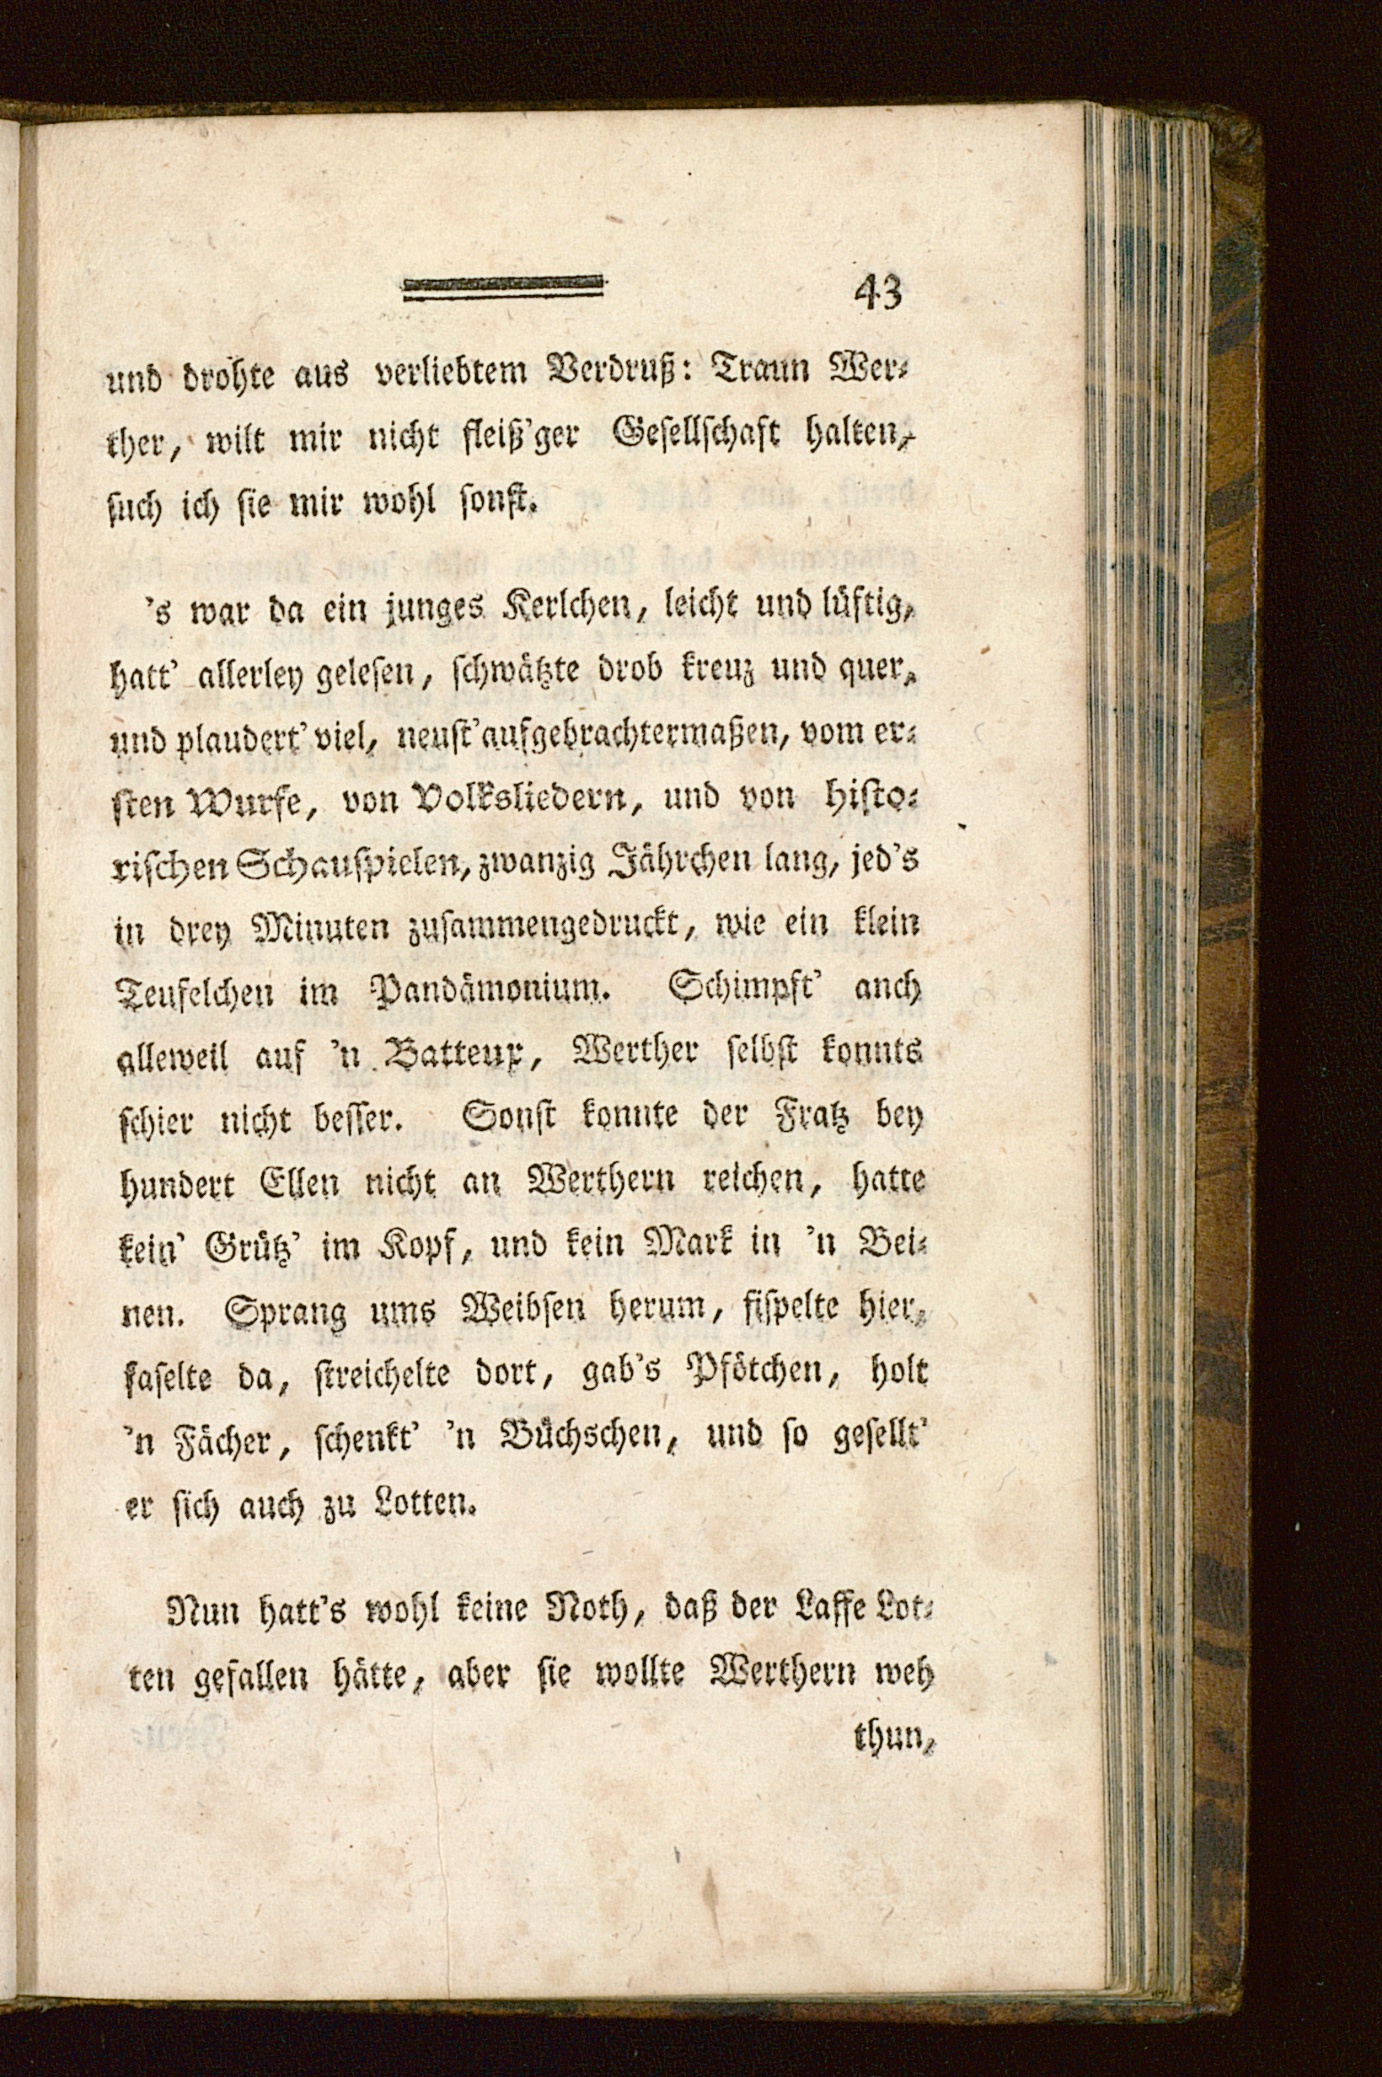 43
und drohte aus verliebtem Verdruß: Traun Wer-
ther, wilt mir nicht fleiß'ger Gesellschaft halten,
such ich sie mir wohl sonst.
's war da ein junges Kerlchen, leicht und lüftig,
hatt' allerley gelesen, schwätzte drob kreuz und quer,
und plaudert' viel, neust'aufgebrachtermaßen, vom er-
sten Wurfe, von Volksliedern, und von histo-
rischen Schauspielen, zwanzig Jährchen lang, jed's
in drey Minuten zusammengedruckt, wie ein klein
Teufelchen im Pandämonium. Schimpft' anch
alleweil auf 'n Batteux, Werther selbst konnts
schier nicht besser. Sonst konnte der Fratz bey
hundert Ellen nicht an Werthern reichen, hatte
kein' Grütz' im Kopf, und kein Mark in 'n Bei-
nen. Sprang ums Weibsen herum, fispelte hier,
faselte da, streichelte dort, gab's Pfötchen, holt
'n Fächer, schenkt' 'n Büchschen, und so gesellt'
er sich auch zu Lotten.
Nun hatt's wohl keine Noth, daß der Laffe Lot-
ten gefallen hätte, aber sie wollte Werthern weh
thun,